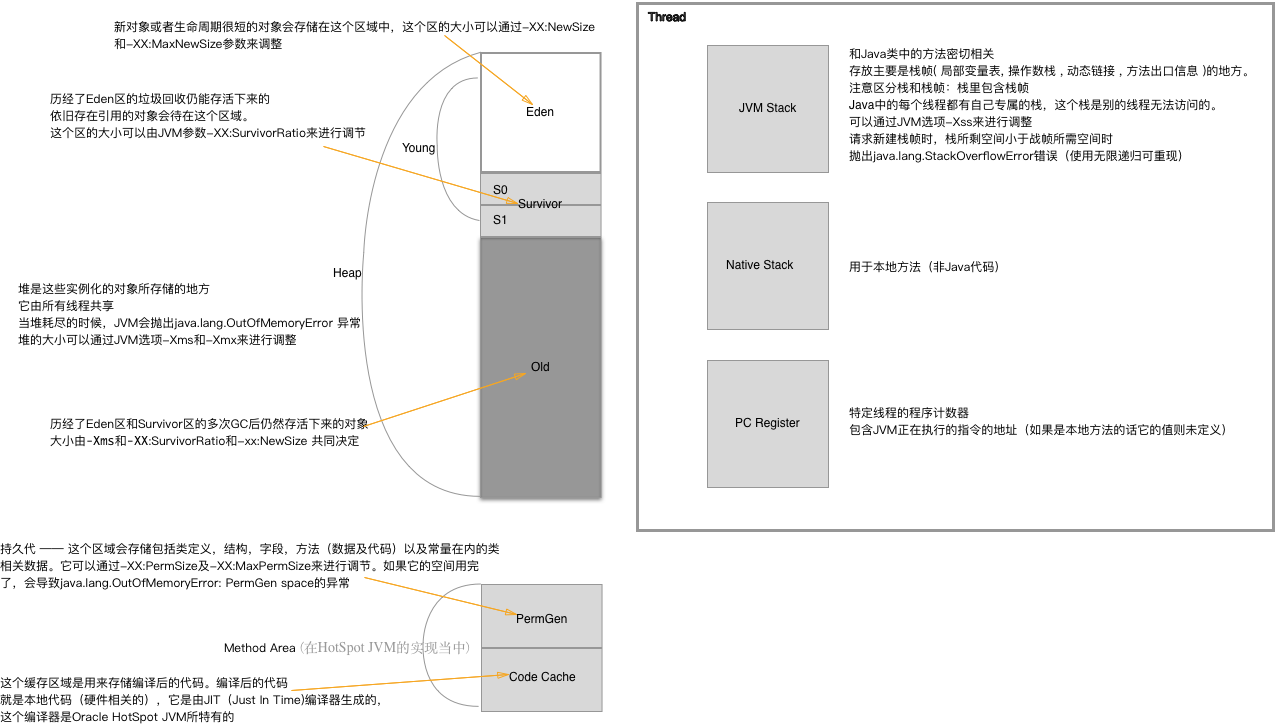 新对象或者生命周期很短的对象会存储在这个区域中，这个区的大小可以通过-XX:NewSize
和-XX:MaxNewSize参数来调整
历经了Eden区的垃圾回收仍能存活下来的
依旧存在引用的对象会待在这个区域。
这个区的大小可以由JVM参数-XX:SurvivorRatio来进行调节
Eden
Young
S0
Survivor
S1
Heap
堆是这些实例化的对象所存储的地方
它由所有线程共享
当堆耗尽的时候，JVM会抛出java.lang.OutOfMemoryError 异常
堆的大小可以通过JVM选项-Xms和-Xmx来进行调整
Old
历经了Eden区和Survivor区的多次GC后仍然存活下来的对象
大小由-Xms和-XX:SurvivorRatio和-xx:NewSize 共同决定
持久代 —— 这个区域会存储包括类定义，结构，字段，方法（数据及代码）以及常量在内的类
相关数据。它可以通过-XX:PermSize及-XX:MaxPermSize来进行调节。如果它的空间用完
了，会导致java.lang.OutOfMemoryError: PermGen space的异常
PermGen
Method Area (在HotSpot JVM的实现当中)
Code Cache
这个缓存区域是用来存储编译后的代码。编译后的代码
就是本地代码（硬件相关的），它是由JIT（Just In Time)编译器生成的，
这个编译器是Oracle HotSpot JVM所特有的
Thread
JVM Stack
和Java类中的方法密切相关
存放主要是栈帧( 局部变量表, 操作数栈 , 动态链接 , 方法出口信息 )的地方。
注意区分栈和栈帧：栈里包含栈帧
Java中的每个线程都有自己专属的栈，这个栈是别的线程无法访问的。
可以通过JVM选项-Xss来进行调整
请求新建栈帧时，栈所剩空间小于战帧所需空间时
抛出java.lang.StackOverflowError错误（使用无限递归可重现）
Native Stack
用于本地方法（非Java代码）
PC Register
特定线程的程序计数器
包含JVM正在执行的指令的地址（如果是本地方法的话它的值则未定义）